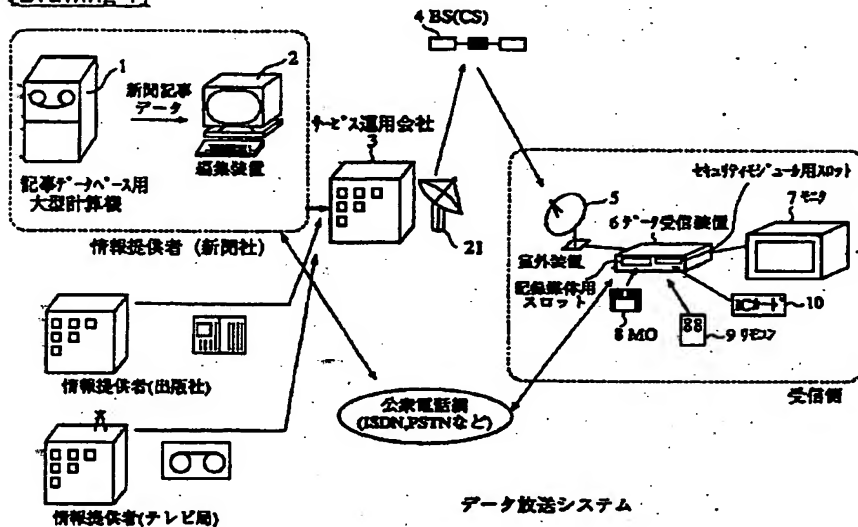 [Drawing 1]
4 BS(CS)
1
2
新聞記事
データ
編集装置
記事データベース用
大型計算機
情報提供者 (新聞社)
サービス運用会社
3
21
セキュリティモジュール用スロット
5
6 データ受信装置
7 モニタ
室外装置
記録媒体用
スロット
8 MO
9 リモコン
ICカード
10
受信側
情報提供者(出版社)
公衆電話網
(ISDN,PSTNなど)
情報提供者(テレビ局)
データ放送システム